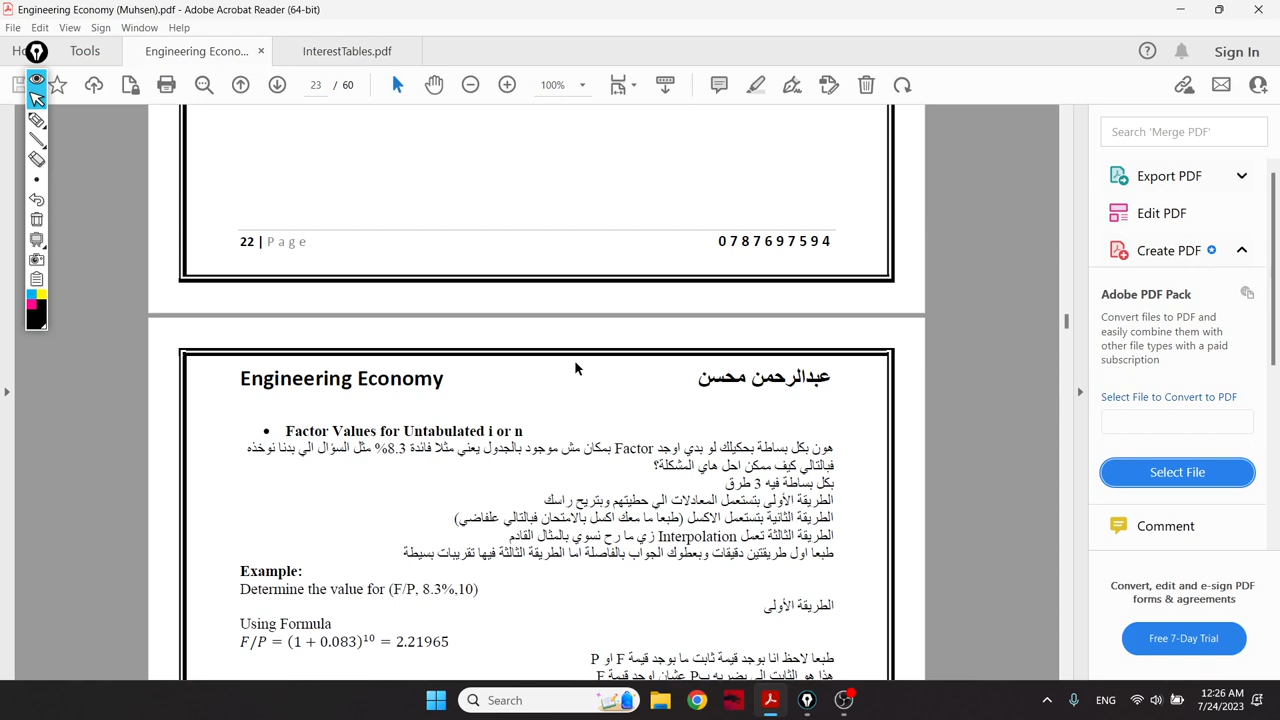 Engineering Economy (Muhsen).pdf - Adobe Acrobat Reader (64-bit)
File Edit View Sign Window Help
Tools Engineering Econo... × InterestTables.pdf Sign In
23 / 60 100%
Search 'Merge PDF'
Export PDF
Edit PDF
Create PDF
Adobe PDF Pack
Convert files to PDF and
easily combine them with
other file types with a paid
subscription
Select File to Convert to PDF
Select File
Comment
Convert, edit and e-sign PDF
forms & agreements
Free 7-Day Trial
22 | Page 0787697594
Engineering Economy عبدالرحمن محسن
• Factor Values for Untabulated i or n
هون بكل بساطة بحكيلك لو بدي اوجد Factor بمكان مش موجود بالجدول يعني مثلا فائدة 8.3% مثل السؤال الي بدنا نوخذه
فبالتالي كيف ممكن احل هاي المشكلة؟
بكل بساطة فيه 3 طرق
الطريقة الأولى بتستعمل المعادلات الي حطيتهم وبتريح راسك
الطريقة الثانية بتستعمل الاكسل (طبعا ما معك اكسل بالامتحان فبالتالي علفاضي)
الطريقة الثالثة تعمل Interpolation زي ما رح نسوي بالمثال القادم
طبعا اول طريقتين دقيقات وبعطوك الجواب بالفاصلة اما الطريقة الثالثة فيها تقريبات بسيطة
Example:
Determine the value for (F/P, 8.3%,10)
الطريقة الأولى
Using Formula
F/P = (1 + 0.083)¹⁰ = 2.21965
طبعا لاحظ انا بوجد قيمة ثابت ما بوجد قيمة F او P
هذا هو الثابت الي بضربه بP عشان اوجد قيمة F
Search
ENG
12:26 AM
7/24/2023